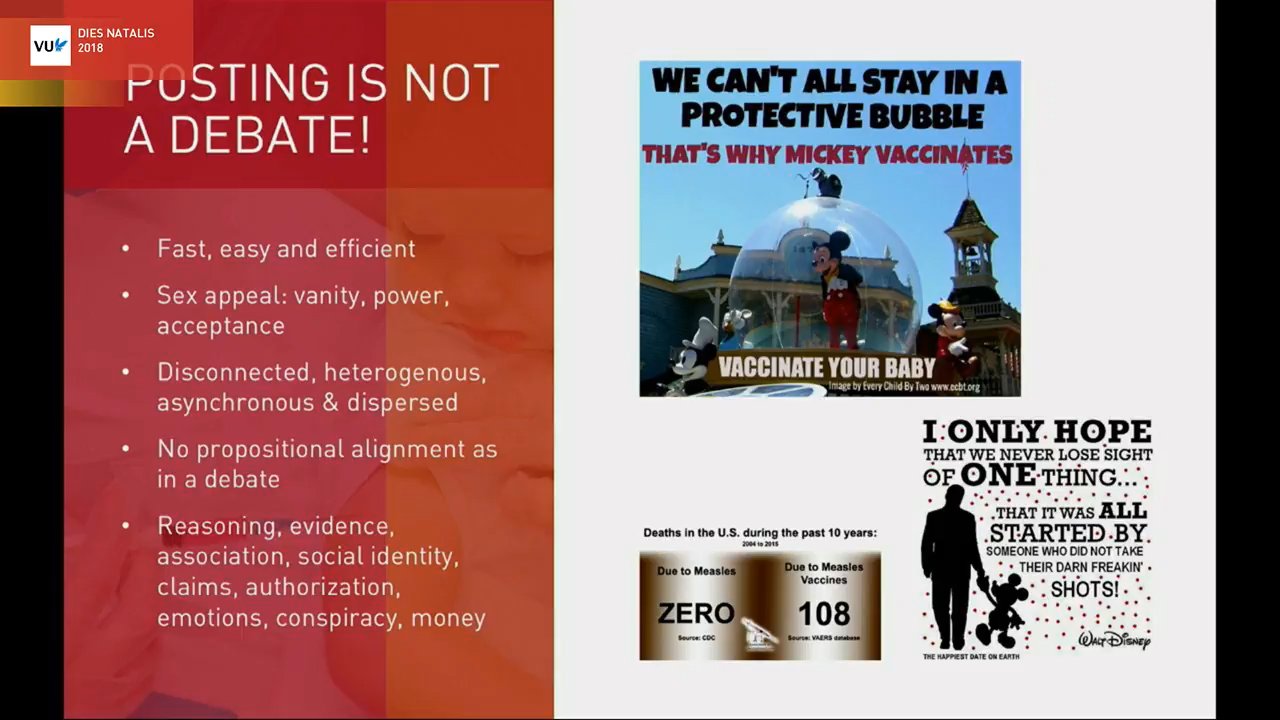 VU
DIES NATALIS
2018
POSTING IS NOT
A DEBATE!
• Fast, easy and efficient
• Sex appeal: vanity, power,
acceptance
• Disconnected, heterogenous,
asynchronous & dispersed
• No propositional alignment as
in a debate
• Reasoning, evidence,
association, social identity,
claims, authorization,
emotions, conspiracy, money
WE CAN'T ALL STAY IN A
PROTECTIVE BUBBLE
THAT'S WHY MICKEY VACCINATES
VACCINATE YOUR BABY
Image by Every Child By Two www.ecbt.org
Deaths in the U.S. during the past 10 years:
2004 to 2015
Due to Measles
ZERO
Source: CDC
Due to Measles
Vaccines
108
Source: VAERS database
I ONLY HOPE
THAT WE NEVER LOSE SIGHT
OF ONE THING...
THAT IT WAS ALL
STARTED BY
SOMEONE WHO DID NOT TAKE
THEIR DARN FREAKIN'
SHOTS!
WALT DISNEY
THE HAPPIEST DATE ON EARTH